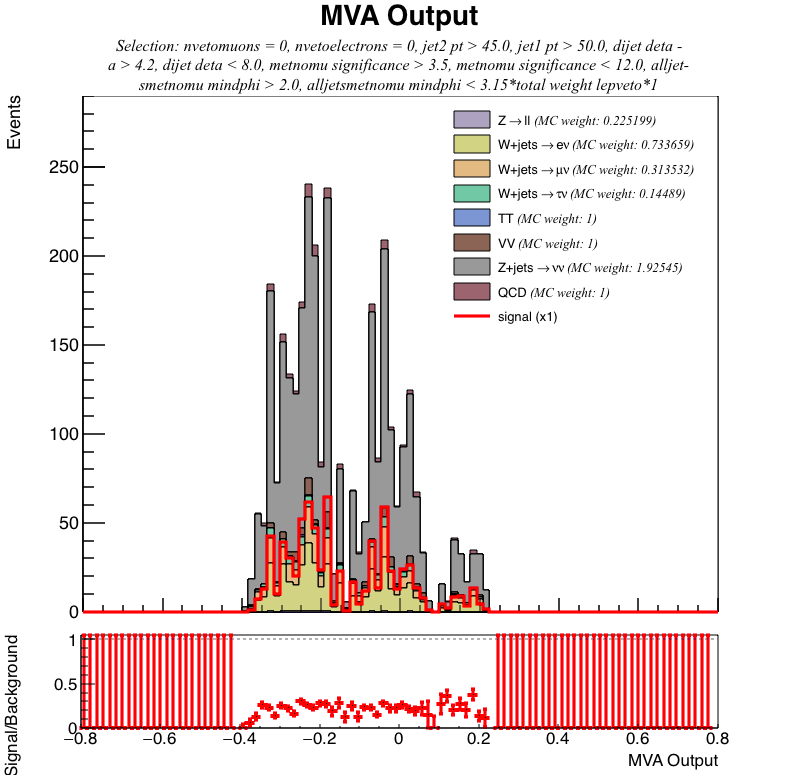 MVA Output
Selection: nvetomuons = 0, nvetoelectrons = 0, jet2 pt > 45.0, jet1 pt > 50.0, dijet deta -
a > 4.2, dijet deta < 8.0, metnomu significance > 3.5, metnomu significance < 12.0, alljet-
smetnomu mindphi > 2.0, alljetsmetnomu mindphi < 3.15*total weight lepveto*1
Events
Z→ll (MC weight: 0.225199)
W+jets→eν (MC weight: 0.733659)
W+jets→μν (MC weight: 0.313532)
W+jets→τν (MC weight: 0.14489)
TT (MC weight: 1)
VV (MC weight: 1)
Z+jets→νν (MC weight: 1.92545)
QCD (MC weight: 1)
signal (x1)
250
200
150
100
50
0
Signal/Background
1
0.5
0
−0.8 −0.6 −0.4 −0.2 0 0.2 0.4 0.6 0.8
MVA Output